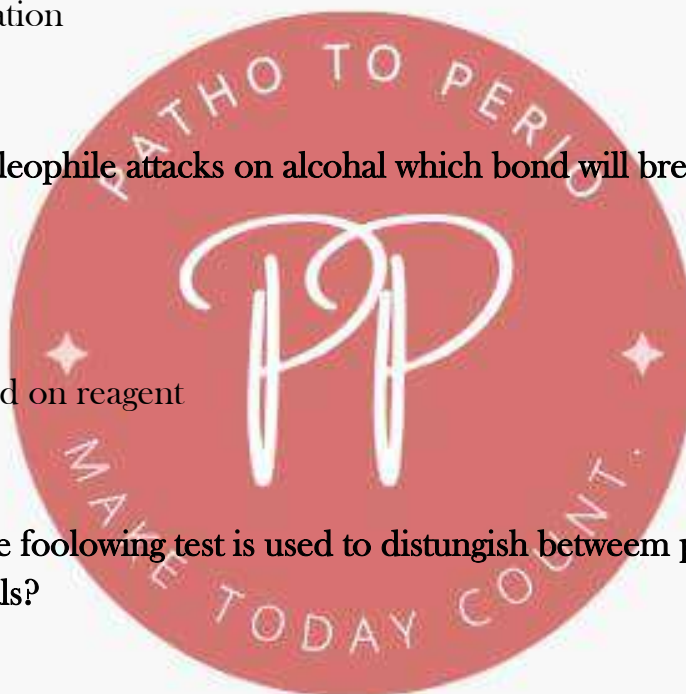 ation
PATHO TO PERIO
leophile attacks on alcohal which bond will bre
PP
d on reagent
MAKE TODAY COUNT.
e foolowing test is used to distungish betweem p
ls?